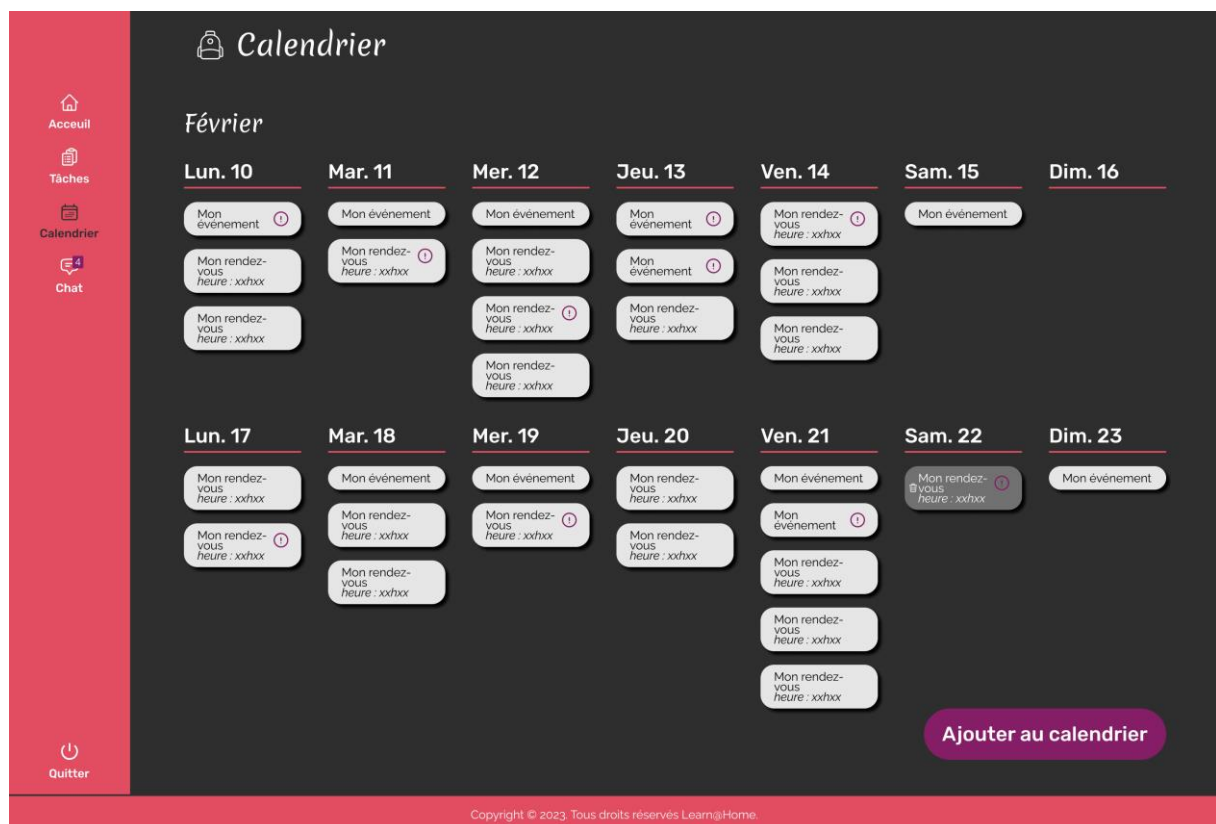 Calendrier
Acceuil
Tâches
Calendrier
4
Chat
Quitter
Février
Lun. 10
Mon
événement
Mon rendez-
vous
heure : xxhxx
Mon rendez-
vous
heure : xxhxx
Mar. 11
Mon événement
Mon rendez-
vous
heure : xxhxx
Mer. 12
Mon événement
Mon rendez-
vous
heure : xxhxx
Mon rendez-
vous
heure : xxhxx
Mon rendez-
vous
heure : xxhxx
Jeu. 13
Mon
événement
Mon
événement
Mon rendez-
vous
heure : xxhxx
Ven. 14
Mon rendez-
vous
heure : xxhxx
Mon rendez-
vous
heure : xxhxx
Mon rendez-
vous
heure : xxhxx
Sam. 15
Mon événement
Dim. 16
Lun. 17
Mon rendez-
vous
heure : xxhxx
Mon rendez-
vous
heure : xxhxx
Mar. 18
Mon événement
Mon rendez-
vous
heure : xxhxx
Mon rendez-
vous
heure : xxhxx
Mer. 19
Mon événement
Mon rendez-
vous
heure : xxhxx
Jeu. 20
Mon rendez-
vous
heure : xxhxx
Mon rendez-
vous
heure : xxhxx
Ven. 21
Mon événement
Mon
événement
Mon rendez-
vous
heure : xxhxx
Mon rendez-
vous
heure : xxhxx
Mon rendez-
vous
heure : xxhxx
Sam. 22
Mon rendez-
vous
heure : xxhxx
Dim. 23
Mon événement
Ajouter au calendrier
Copyright © 2023. Tous droits réservés Learn@Home.